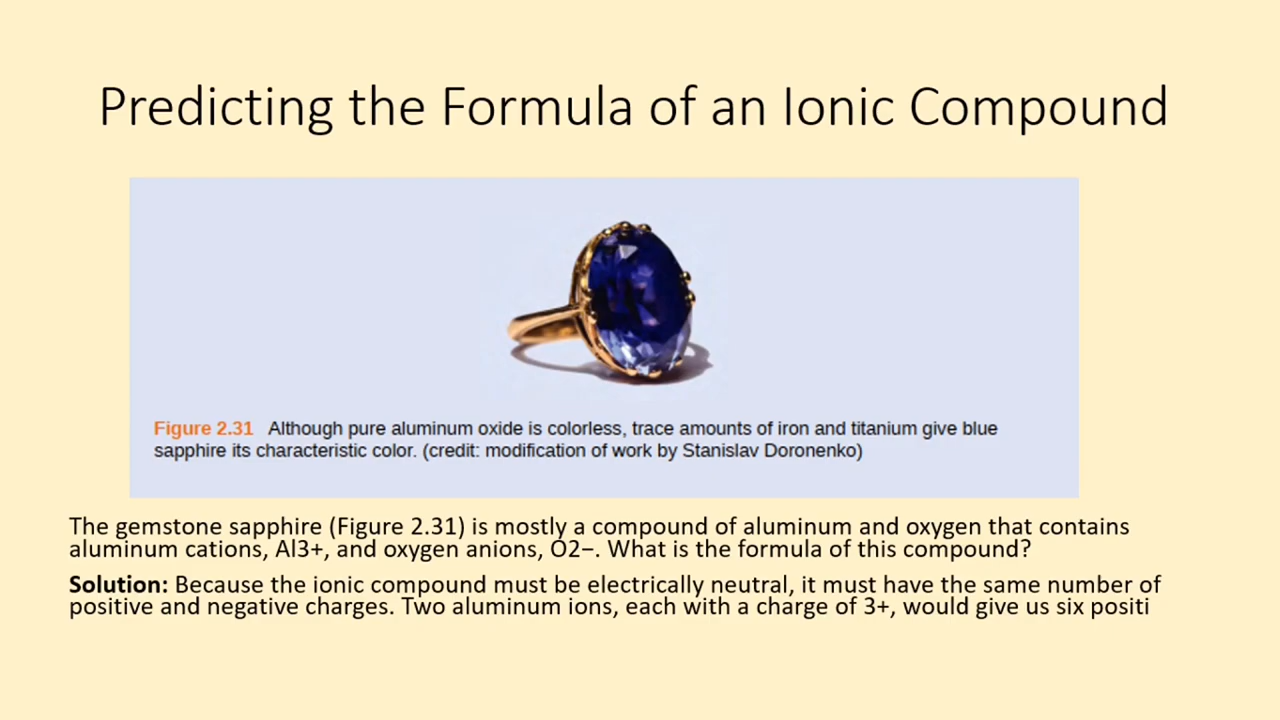 Predicting the Formula of an Ionic Compound
Figure 2.31 Although pure aluminum oxide is colorless, trace amounts of iron and titanium give blue
sapphire its characteristic color. (credit: modification of work by Stanislav Doronenko)
The gemstone sapphire (Figure 2.31) is mostly a compound of aluminum and oxygen that contains
aluminum cations, Al3+, and oxygen anions, O2−. What is the formula of this compound?
Solution: Because the ionic compound must be electrically neutral, it must have the same number of
positive and negative charges. Two aluminum ions, each with a charge of 3+, would give us six positi